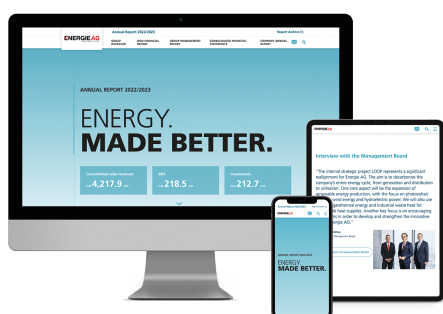 Annual Report 2022/2023
Report Archive
ENERGIE AG
GROUP OVERVIEW
NON-FINANCIAL REPORT
GROUP MANAGEMENT REPORT
CONSOLIDATED FINANCIAL STATEMENTS
ANNUAL REPORT 2022/2023
ENERGY.
MADE BETTER.
Consolidated sales revenues
EBIT
Investments
4,217.9
218.5
212.7
ENERGIE AG
Interview with the Management Board
"The internal strategic project LOOP represents a significant
realignment for Energie AG. The aim is to decarbonise the
company's entire energy cycle, from generation and distribution
to utilisation. One core aspect will be the expansion of
renewable energy production, with the focus on photovoltaic
wind energy and hydroelectric power. We will also use
geothermal energy and industrial waste heat for
heat supplies. Another key focus is on encouraging
in order to develop and strengthen the innovative
Energie AG."
Management Board
Annual Report 2022/2023
ENERGIE AG
ANNUAL REPORT 2022/2023
ENERGY.
MADE BETTER.